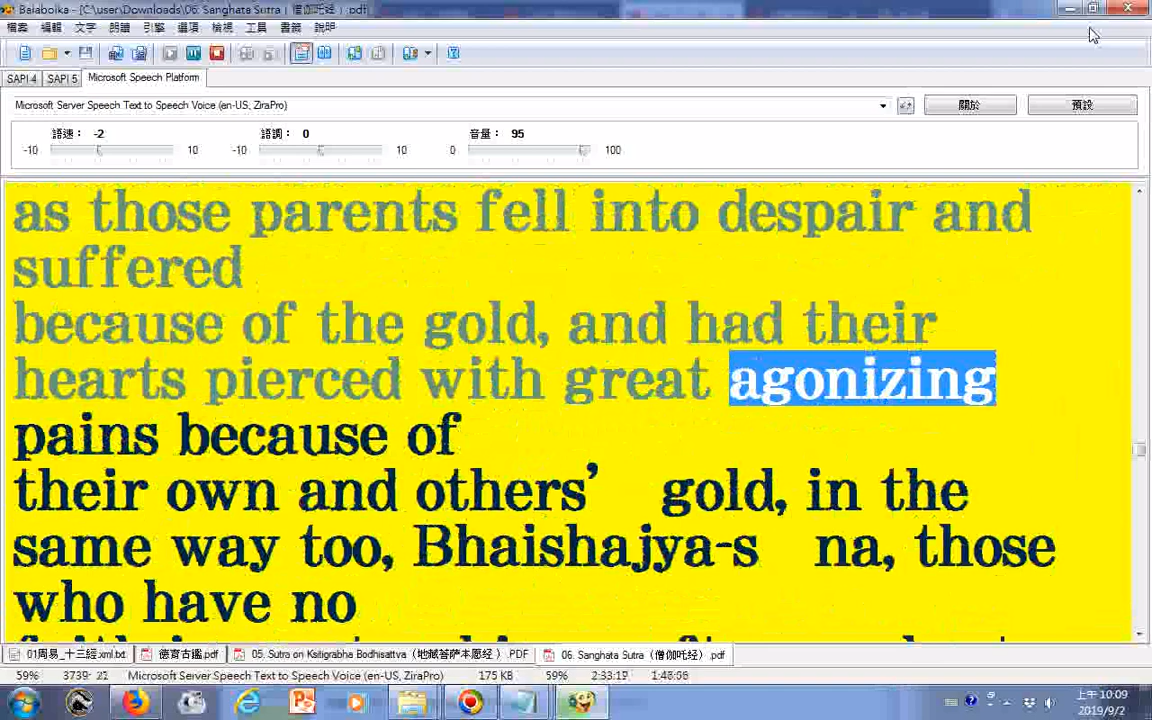 Balabolka - [C:\user\Downloads\06. Sanghata Sutra（僧伽吒经）.pdf]
檔案 編輯 文字 朗讀 引擎 選項 檢視 工具 書籤 說明
SAPI 4 SAPI 5 Microsoft Speech Platform
Microsoft Server Speech Text to Speech Voice (en-US, ZiraPro) 關於 預設
語速： -2 語調： 0 音量： 95
-10 10 -10 10 0 100
as those parents fell into despair and
suffered
because of the gold, and had their
hearts pierced with great agonizing
pains because of
their own and others’ gold, in the
same way too, Bhaishajya-s na, those
who have no
01周易_十三經.xml.txt 德育古鑑.pdf 05. Sutra on Ksitigrabha Bodhisattva（地藏菩萨本愿经）.PDF 06. Sanghata Sutra（僧伽吒经）.pdf
59% 3739: 21 Microsoft Server Speech Text to Speech Voice (en-US, ZiraPro) 175 KB 59% 2:33:19 1:46:56
上午 10:09
2019/9/2